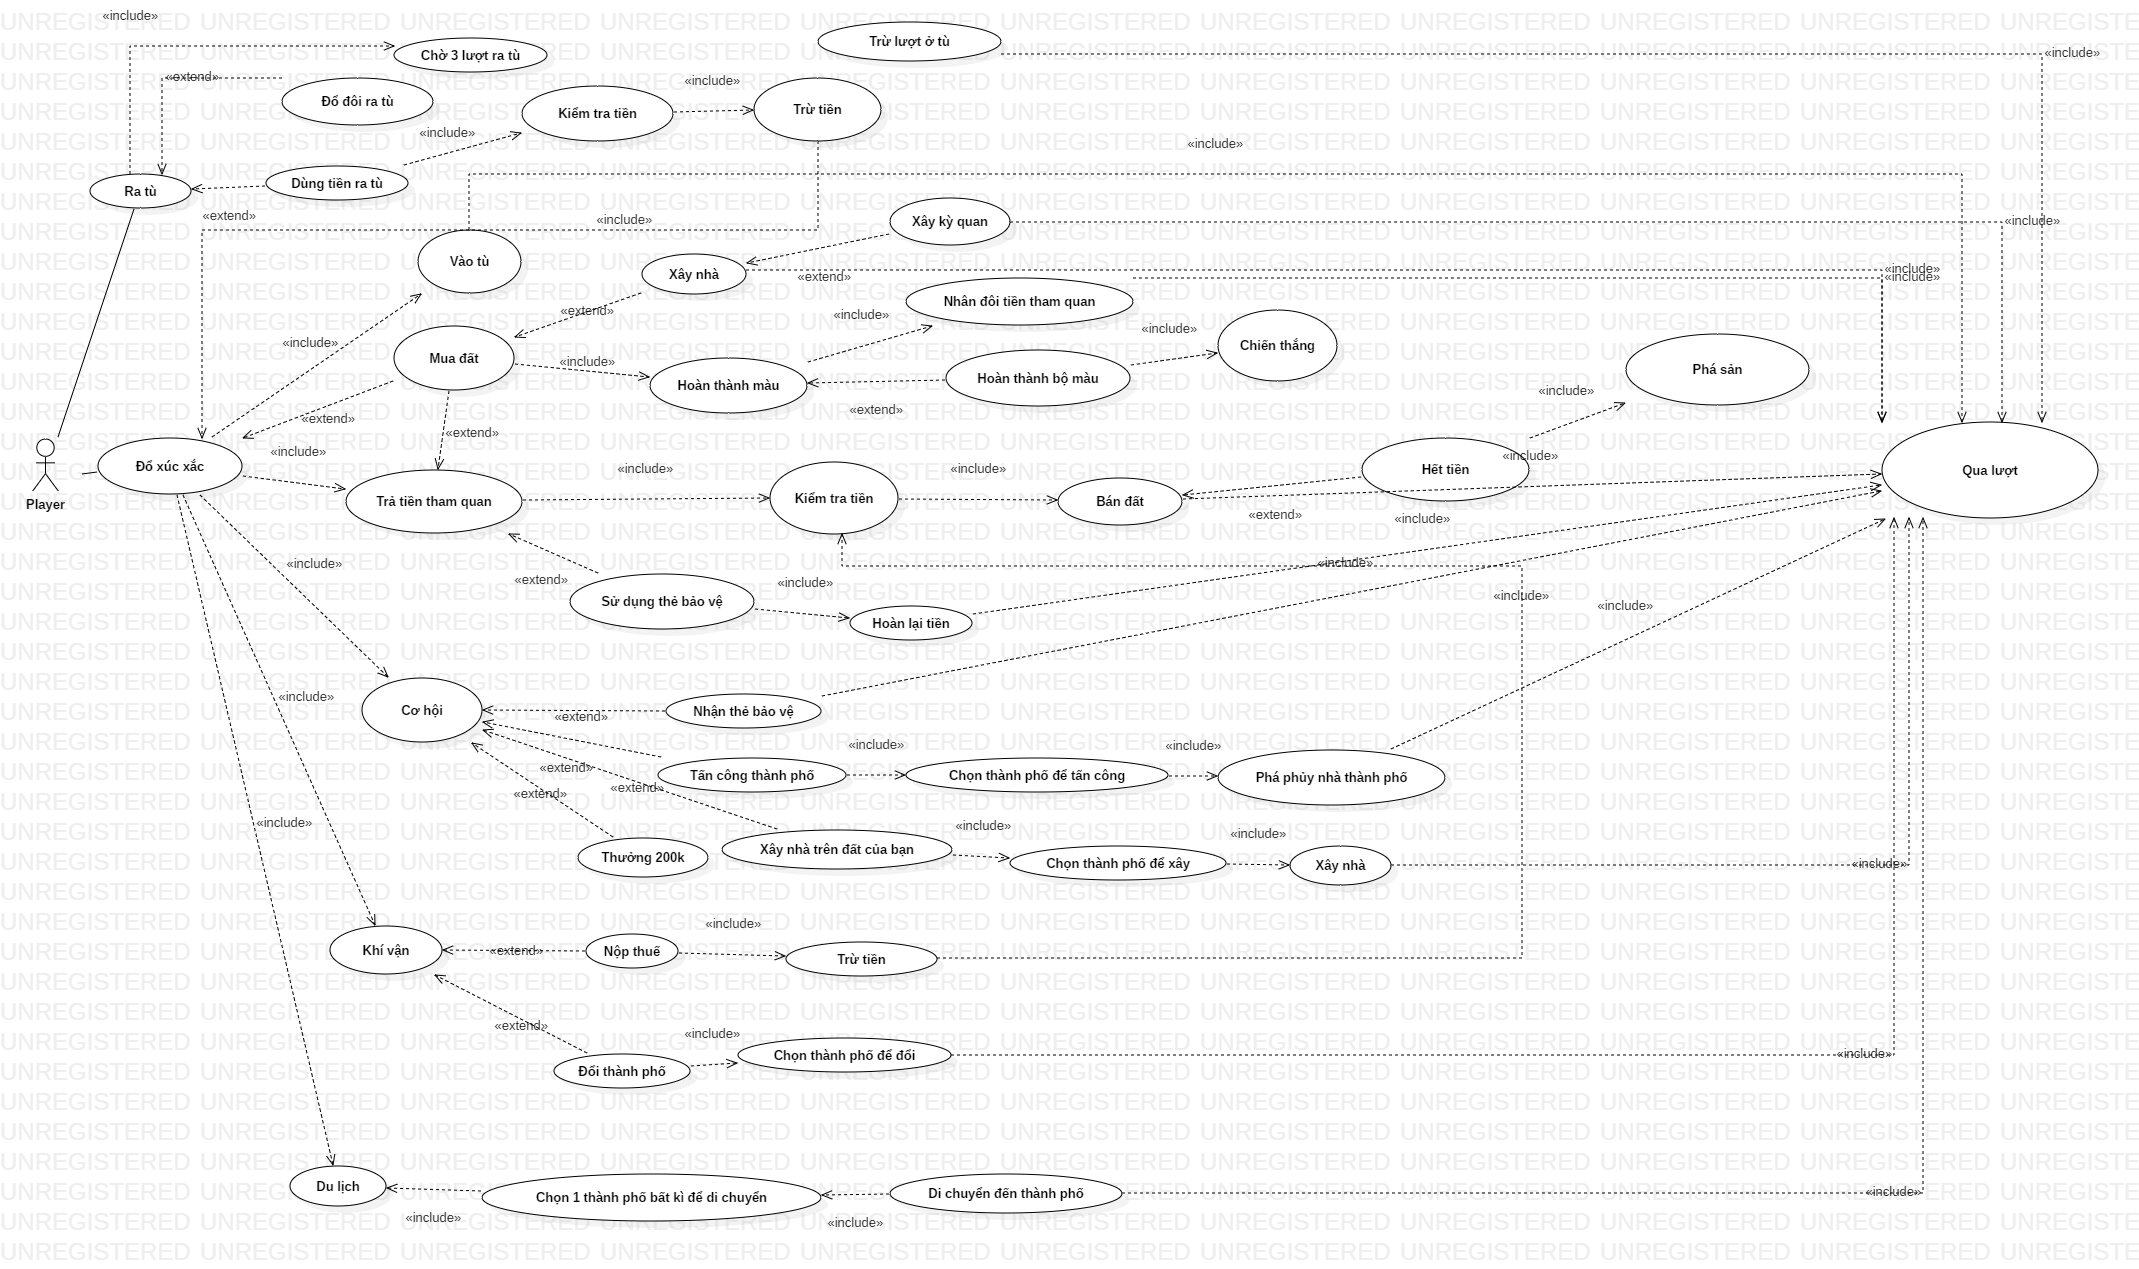 «include»
Trừ lượt ở tù
Chờ 3 lượt ra tù
«include»
«extend»
«include»
Đổ đôi ra tù
Kiểm tra tiền
Trừ tiền
«include»
«include»
Dùng tiền ra tù
Ra tù
«extend»
«include»
Xây kỳ quan
«include»
Vào tù
Xây nhà
«include»
«extend»
«include»
Nhân đôi tiền tham quan
«extend»
«include»
«include»
«include»
Chiến thắng
Mua đất
«include»
Phá sản
Hoàn thành màu
Hoàn thành bộ màu
«include»
«extend»
«extend»
«extend»
«include»
«include»
Đổ xúc xắc
«include»
«include»
Hết tiền
Qua lượt
Trả tiền tham quan
Kiểm tra tiền
Bán đất
Player
«extend»
«include»
«include»
«include»
«extend»
«include»
«include»
«include»
Sử dụng thẻ bảo vệ
Hoàn lại tiền
«include»
Cơ hội
Nhận thẻ bảo vệ
«extend»
«include»
«include»
«extend»
Tấn công thành phố
Chọn thành phố để tấn công
Phá phủy nhà thành phố
«extend»
«extend»
«include»
«include»
«include»
Thưởng 200k
Xây nhà trên đất của bạn
Chọn thành phố để xây
Xây nhà
«include»
«include»
Khí vận
«extend»
Nộp thuế
Trừ tiền
«extend»
«include»
Chọn thành phố để đổi
«include»
Đổi thành phố
Du lịch
Chọn 1 thành phố bất kì để di chuyển
Di chuyển đến thành phố
«include»
«include»
«include»
UNREGISTERED